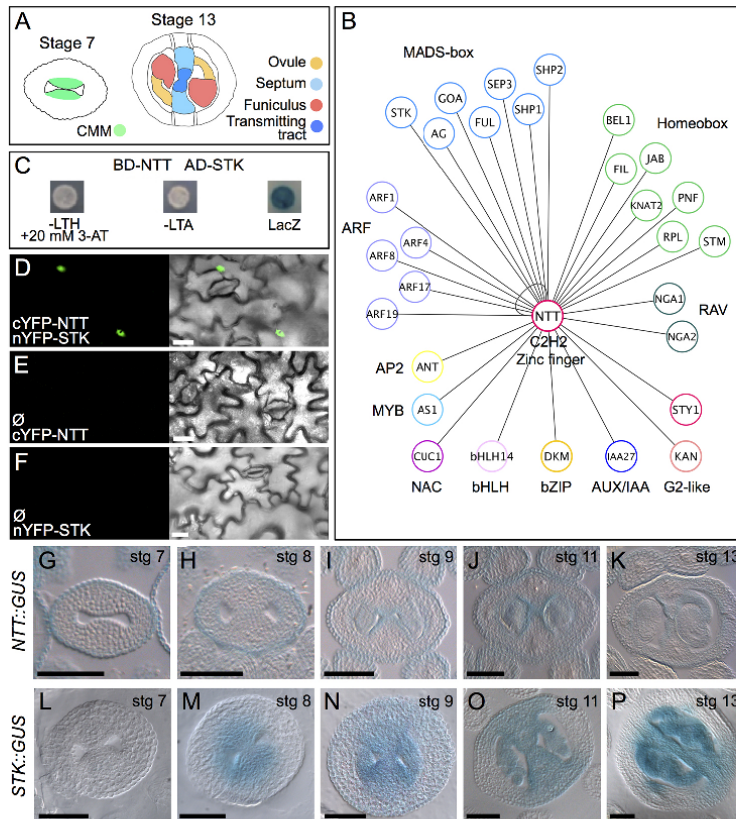 A
Stage 7
Stage 13
CMM
Ovule
Septum
Funiculus
Transmitting
tract
B
MADS-box
STK
GOA
SEP3
SHP2
AG
FUL
SHP1
Homeobox
BEL1
FIL
JAB
KNAT2
PNF
RPL
STM
ARF
ARF1
ARF4
ARF8
ARF17
ARF19
NTT
C2H2
Zinc finger
RAV
NGA1
NGA2
AP2
ANT
MYB
AS1
STY1
CUC1
bHLH14
DKM
IAA27
KAN
NAC
bHLH
bZIP
AUX/IAA
G2-like
C
BD-NTT AD-STK
-LTH
+20 mM 3-AT
-LTA
LacZ
D
cYFP-NTT
nYFP-STK
E
Ø
cYFP-NTT
F
Ø
nYFP-STK
NTT::GUS
G
stg 7
H
stg 8
I
stg 9
J
stg 11
K
stg 13
STK::GUS
L
stg 7
M
stg 8
N
stg 9
O
stg 11
P
stg 13